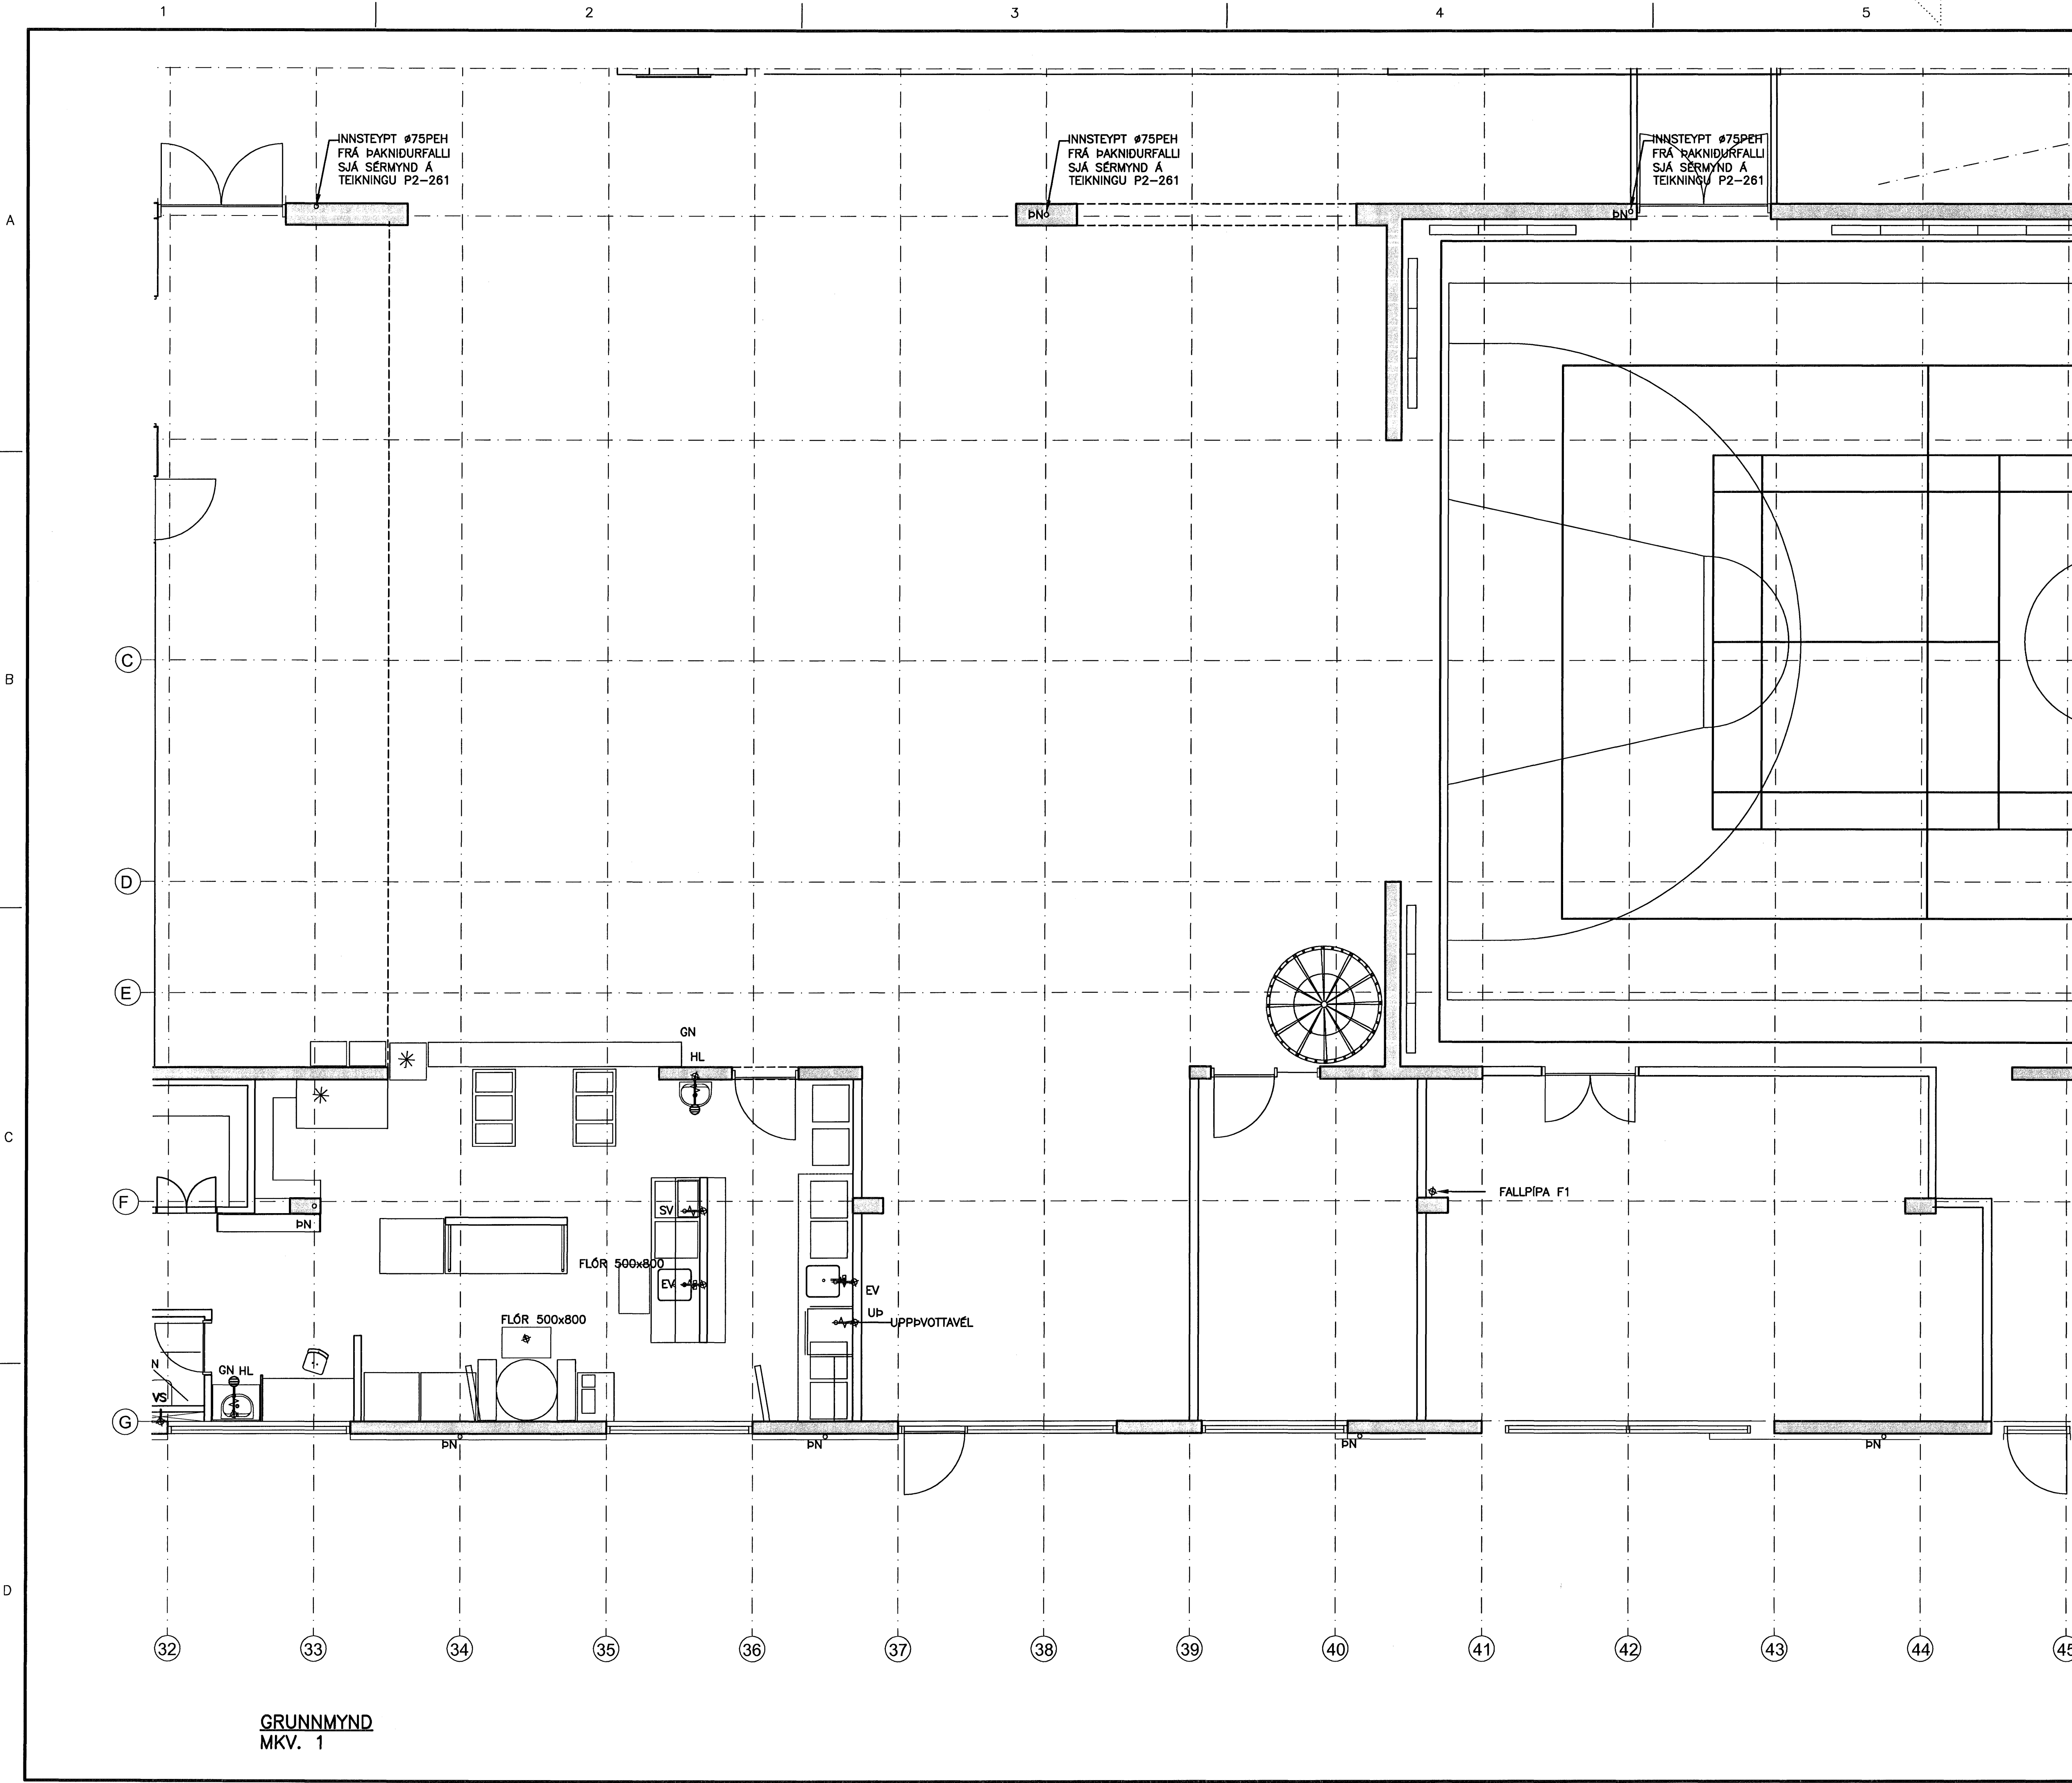 1 2 3 4 5
INNSTEYPT ø75PEH
FRÁ ÞAKNIÐURFALLI
SJÁ SÉRMYND Á
TEIKNINGU P2-261
INNSTEYPT ø75PEH
FRÁ ÞAKNIÐURFALLI
SJÁ SÉRMYND Á
TEIKNINGU P2-261
INNSTEYPT ø75PEH
FRÁ ÞAKNIÐURFALLI
SJÁ SÉRMYND Á
TEIKNINGU P2-261
A
ÞN
ÞN
C
B
D
E
GN
HL
C
F
FALLPÍPA F1
SV
ÞN
FLÓR 500x800
EV
EV
UÞ
UPPÞVOTTAVÉL
FLÓR 500x800
N
GN HL
VS
G
ÞN
ÞN
ÞN
ÞN
D
32 33 34 35 36 37 38 39 40 41 42 43 44 45
GRUNNMYND
MKV. 1